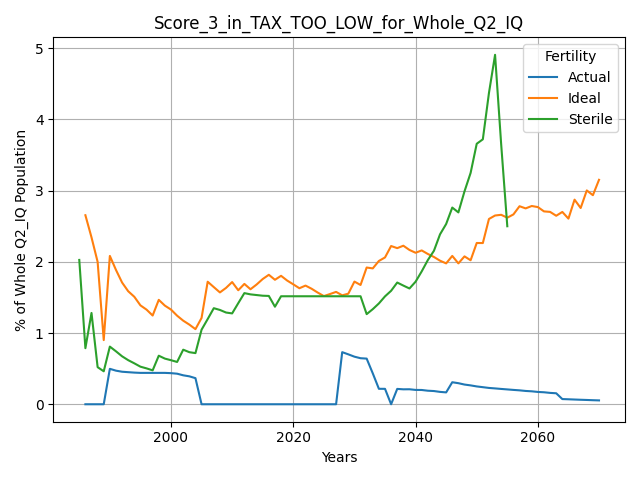 Score_3_in_TAX_TOO_LOW_for_Whole_Q2_IQ
% of Whole Q2_IQ Population
5
4
3
2
1
0
Fertility
Actual
Ideal
Sterile
2000 2020 2040 2060
Years